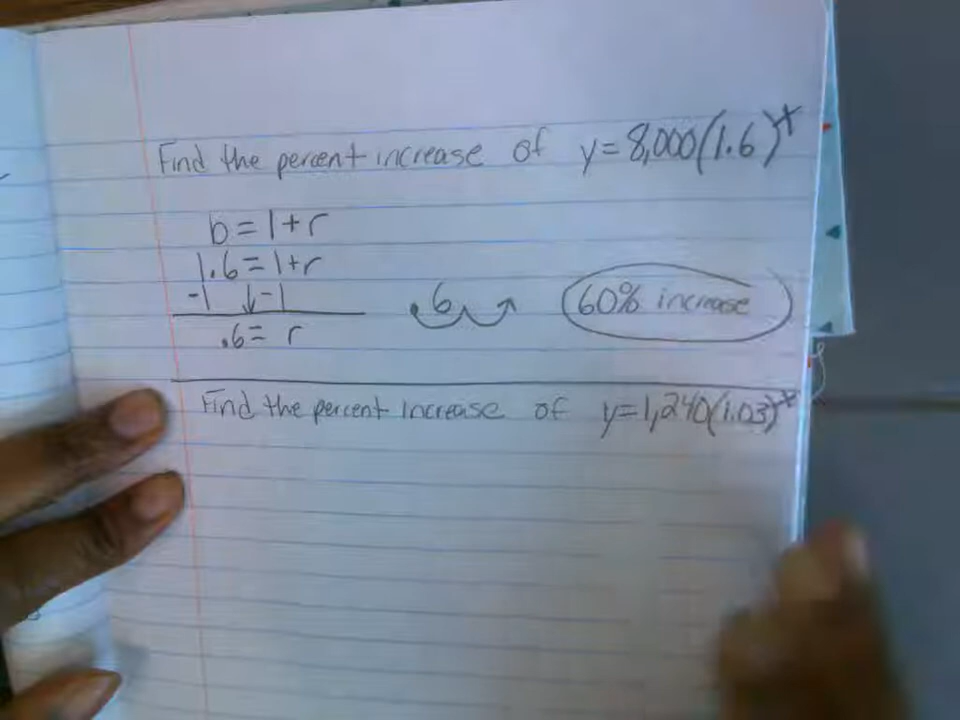 Find the percent increase of y=8,000(1.6)^x
b=1+r
1.6=1+r
-1 ↓-1
.6= r
.6
60% increase
Find the percent increase of y=1,240(1.03)^x